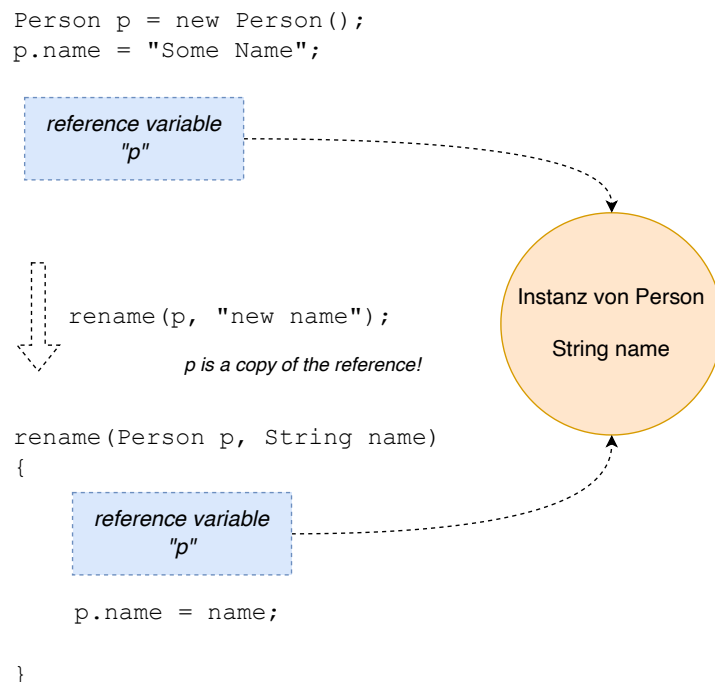 Person p = new Person();
p.name = "Some Name";
reference variable
"p"
Instanz von Person
String name
rename(p, "new name");
p is a copy of the reference!
rename(Person p, String name)
{
reference variable
"p"
p.name = name;
}